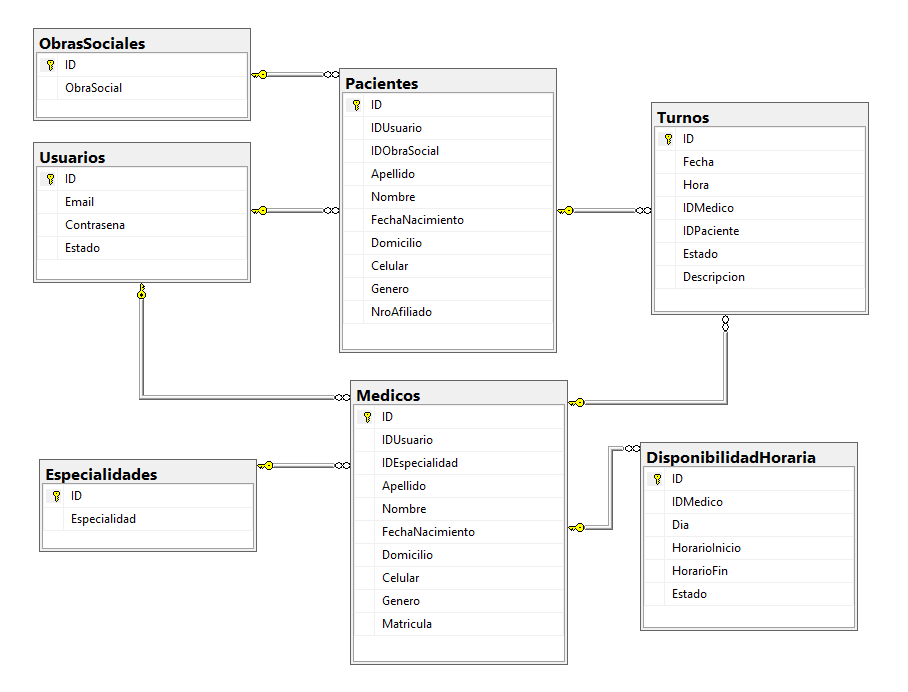 ObrasSociales
ID
ObraSocial
Usuarios
ID
Email
Contrasena
Estado
Pacientes
ID
IDUsuario
IDObraSocial
Apellido
Nombre
FechaNacimiento
Domicilio
Celular
Genero
NroAfiliado
Turnos
ID
Fecha
Hora
IDMedico
IDPaciente
Estado
Descripcion
Especialidades
ID
Especialidad
Medicos
ID
IDUsuario
IDEspecialidad
Apellido
Nombre
FechaNacimiento
Domicilio
Celular
Genero
Matricula
DisponibilidadHoraria
ID
IDMedico
Dia
HorarioInicio
HorarioFin
Estado